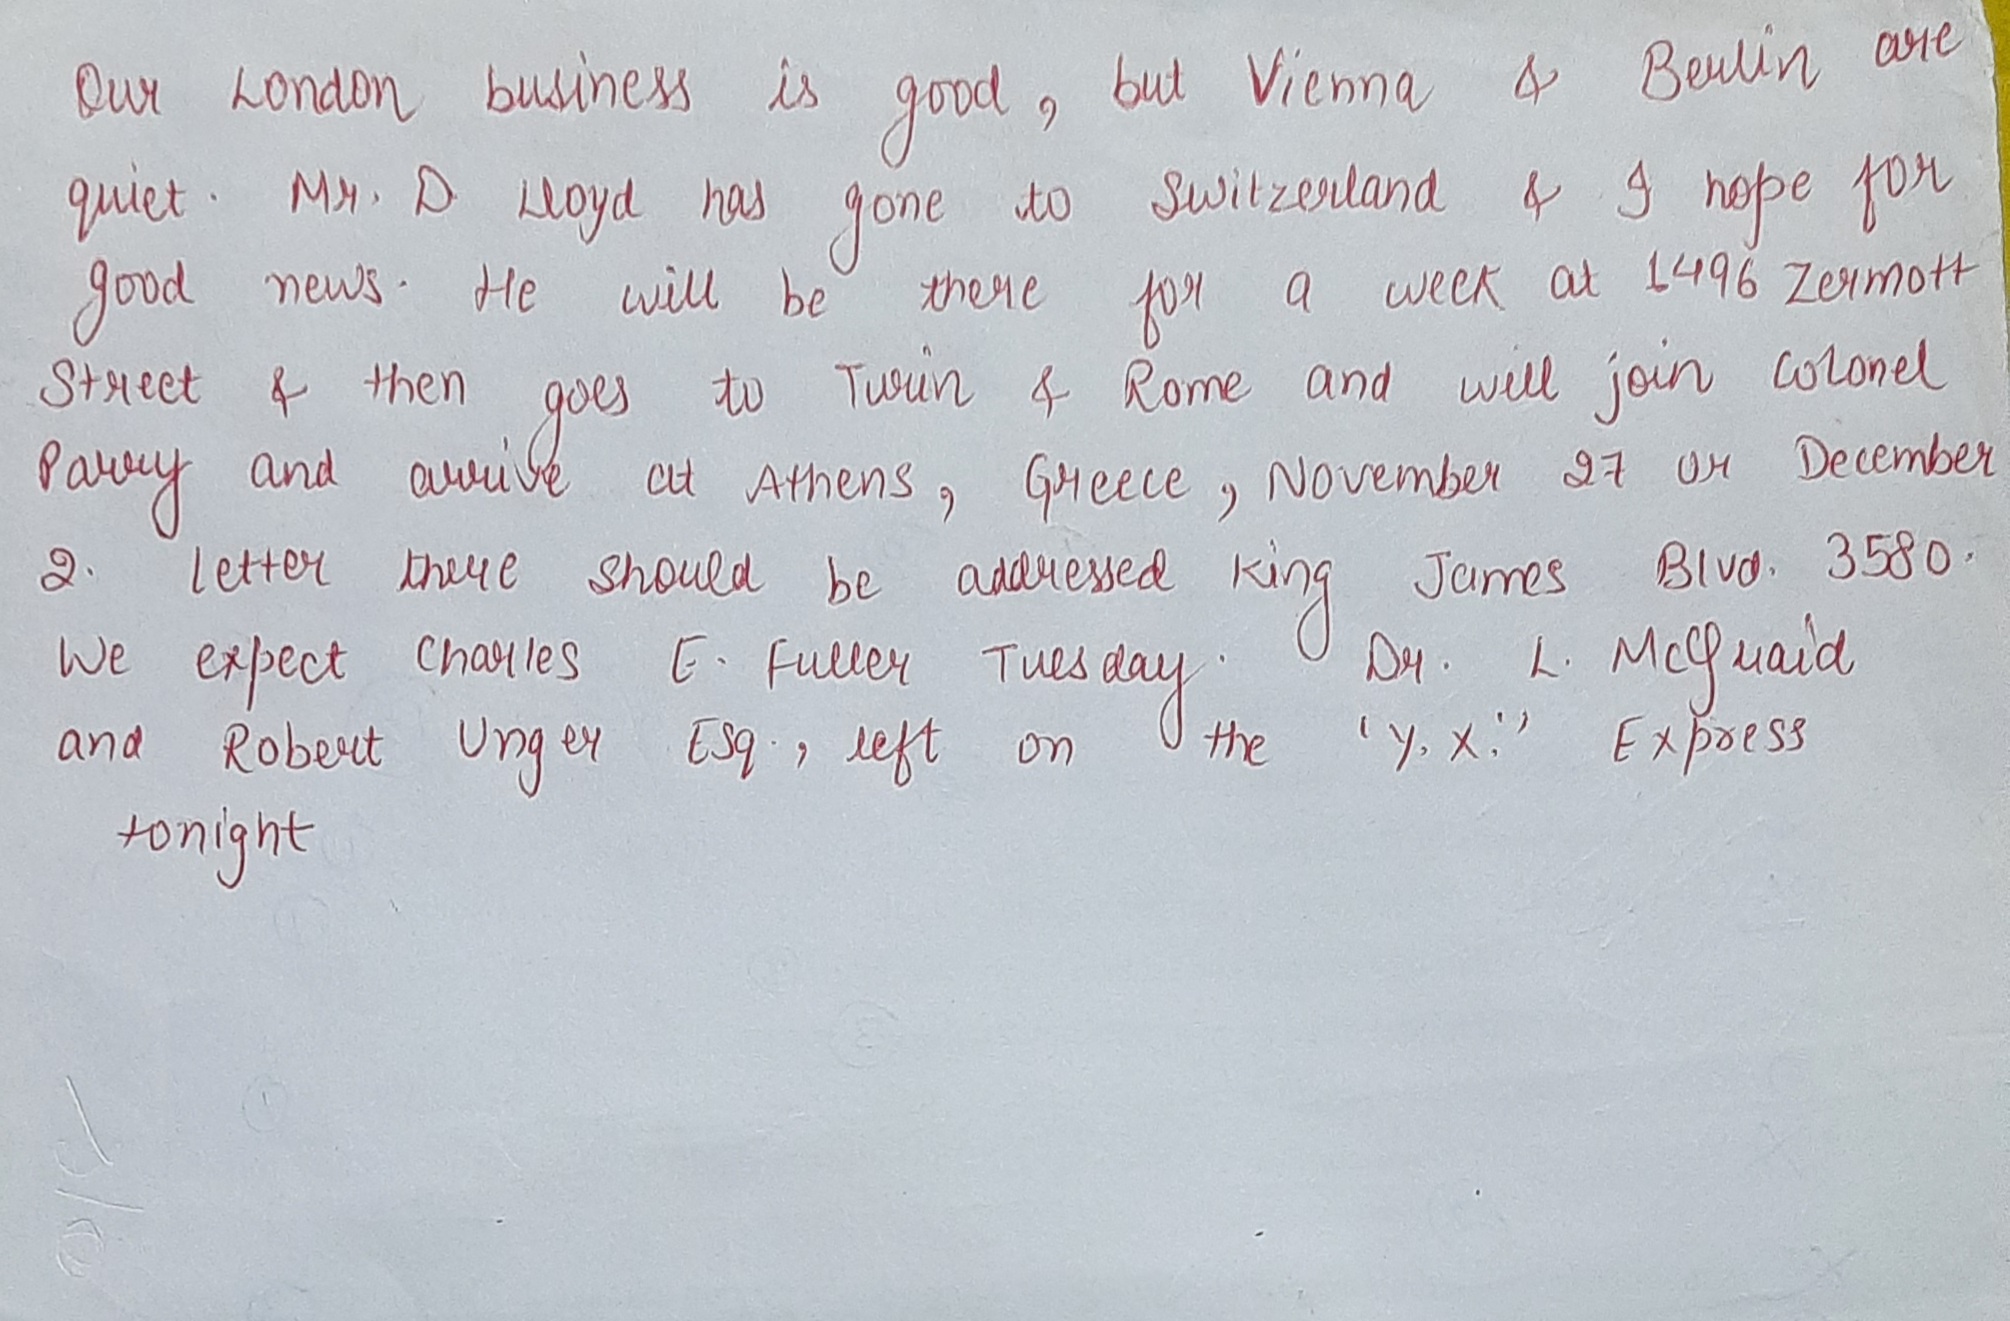 Our London business is good, but Vienna & Berlin are
quiet. Mr. D Lloyd has gone to Switzerland & I hope for
good news. He will be there for a week at 1496 Zermott
Street & then goes to Turin & Rome and will join Colonel
Parry and arrive at Athens, Greece, November 27 or December
2. Letter there should be addressed King James Blvd. 3580.
We expect Charles E. Fuller Tuesday. Dr. L. McQuaid
and Robert Unger Esq., left on the 'Y. X.'' Express
tonight